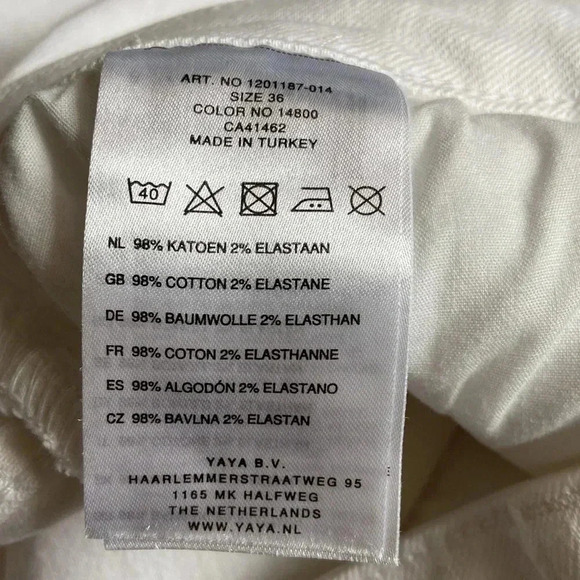 ART. NO 1201187-014
SIZE 36
COLOR NO 14800
CA41462
MADE IN TURKEY
40
NL 98% KATOEN 2% ELASTAAN
GB 98% COTTON 2% ELASTANE
DE 98% BAUMWOLLE 2% ELASTHAN
FR 98% COTON 2% ELASTHANNE
ES 98% ALGODÓN 2% ELASTANO
CZ 98% BAVLNA 2% ELASTAN
YAYA B.V.
HAARLEMMERSTRAATWEG 95
1165 MK HALFWEG
THE NETHERLANDS
WWW.YAYA.NL